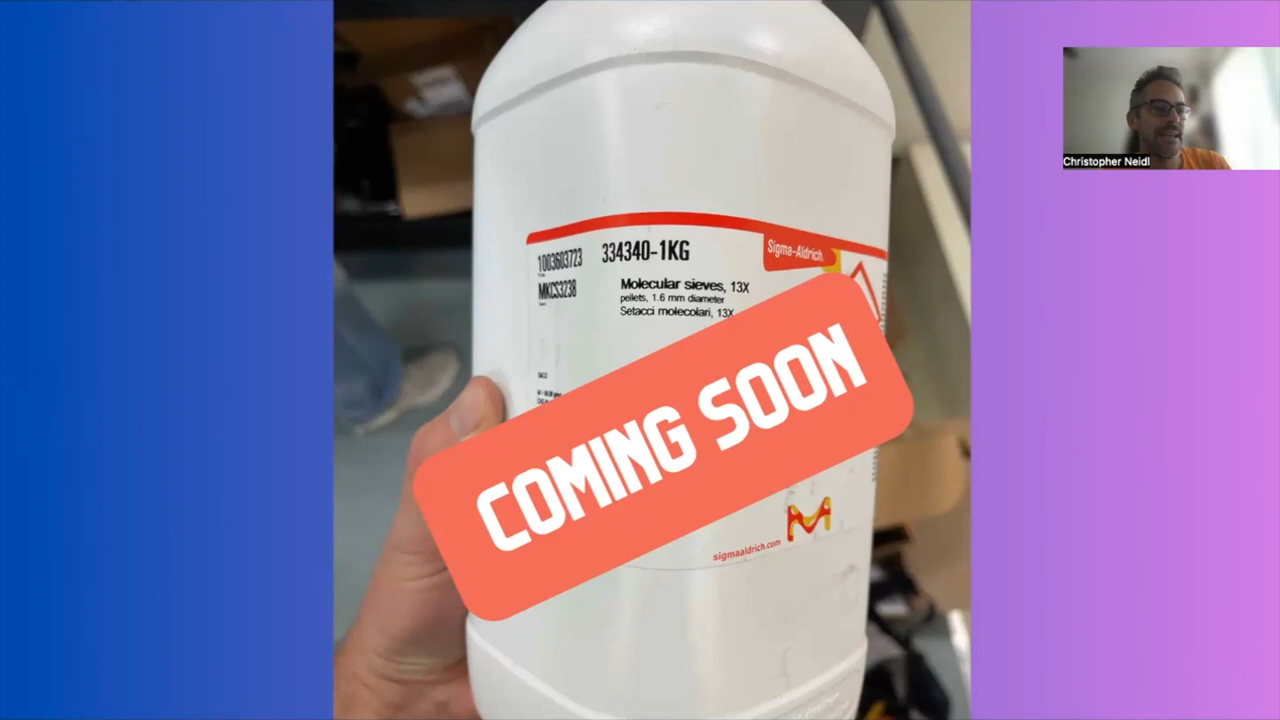 1003603723
334340-1KG
Sigma-Aldrich
MKCS3238
Molecular sieves, 13X
pellets, 1.6 mm diameter
Setacci molecolari, 13X
COMING SOON
sigmaaldrich.com
Christopher Neidl